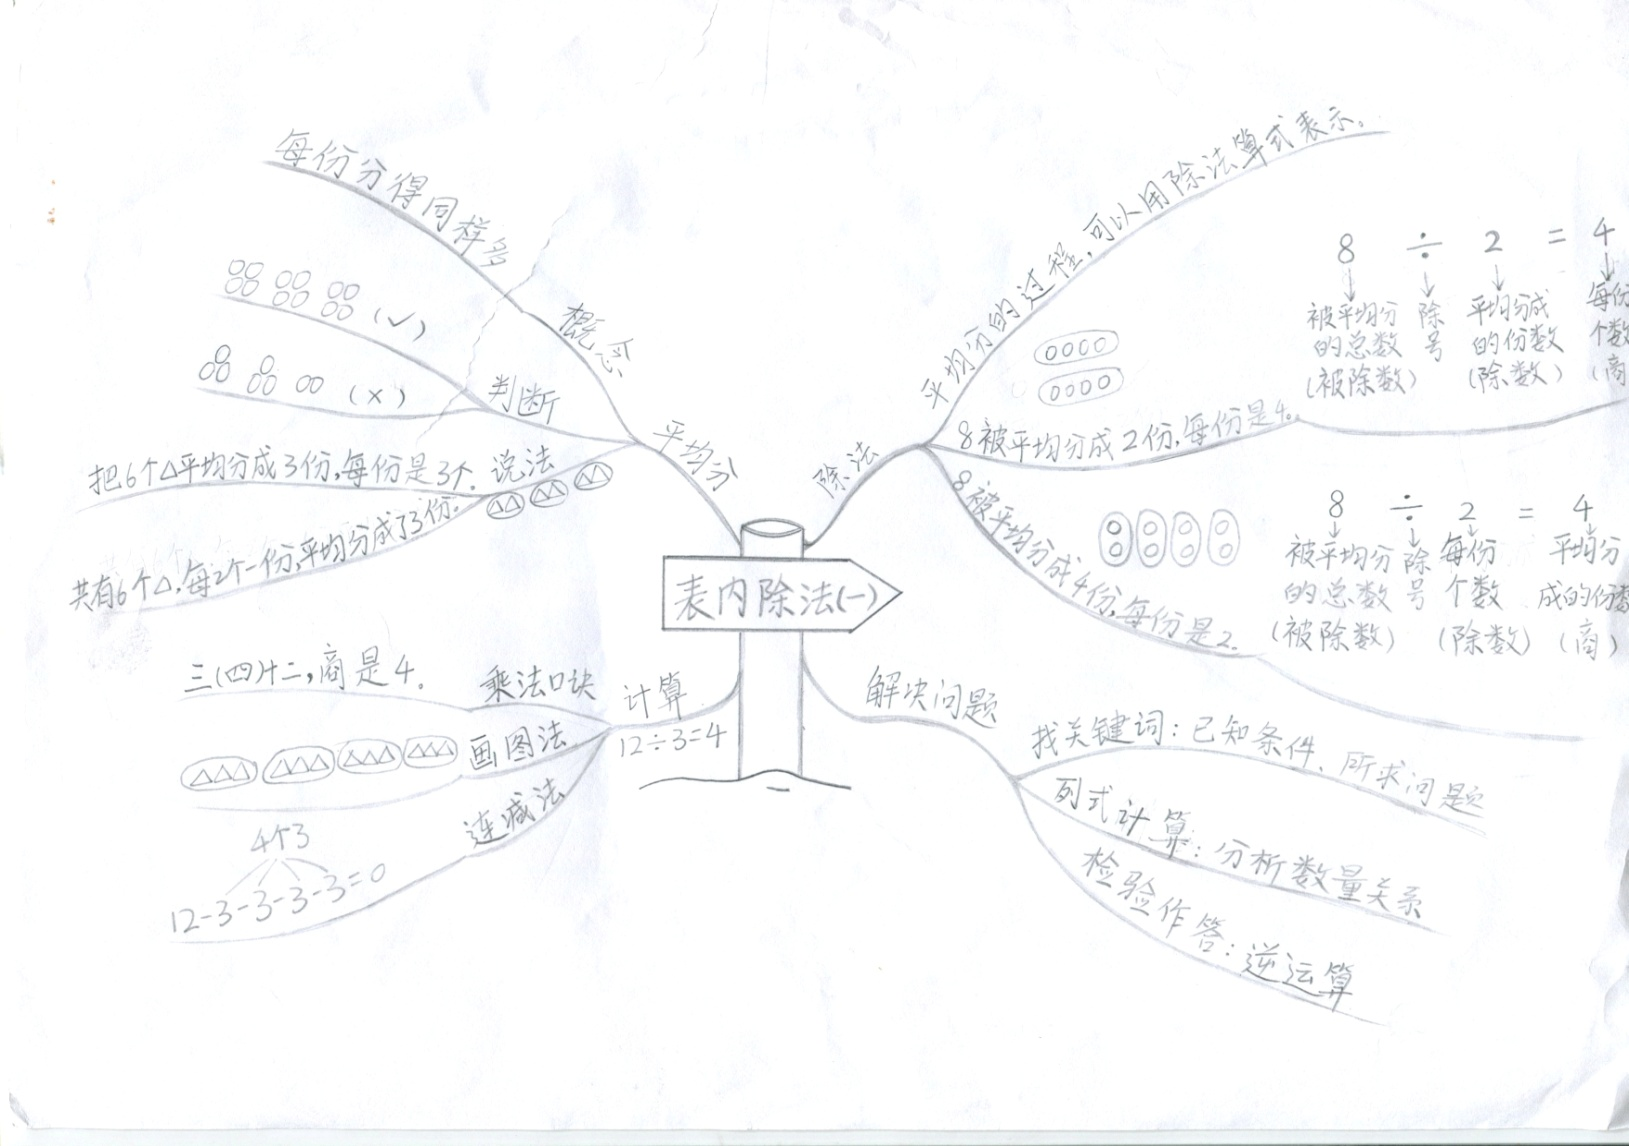 表内除法(一)
平均分
概念
每份分得同样多
判断
(✓)
(×)
说法
把6个△平均分成3份,每份是3个.
共有6个△,每2个一份,平均分成了3份.
除法
平均分的过程,可以用除法算式表示。
8被平均分成2份,每份是4。
8 ÷ 2 = 4
被平均分的总数(被除数)
除号
平均分成的份数(除数)
每份个数(商
8被平均分成4份,每份是2.
8 ÷ 2 = 4
被平均分的总数(被除数)
除号
每份个数(除数)
平均分成的份数(商)
计算
12÷3=4
乘法口诀
三(四)十二,商是4。
画图法
连减法
4个3
12-3-3-3-3=0
解决问题
找关键词:已知条件、所求问题
列式计算:分析数量关系
检验作答:逆运算